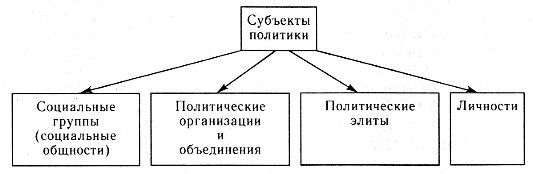 Субъекты
политики
Социальные
группы
(социальные
общности)
Политические
организации
и
объединения
Политические
элиты
Личности